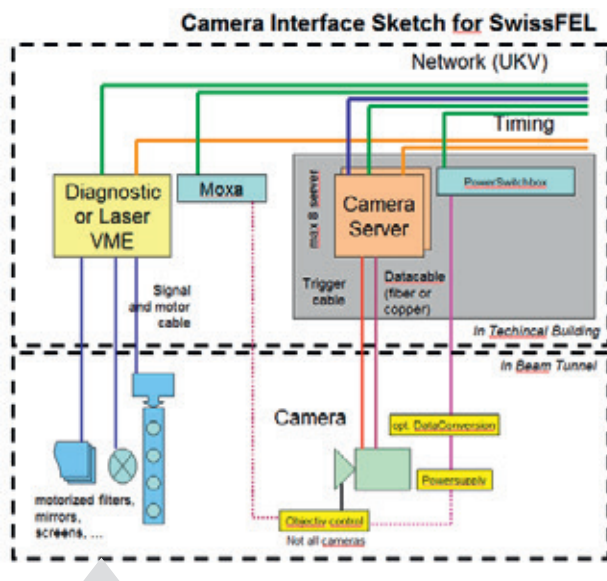 Camera Interface Sketch for SwissFEL
Network (UKV)
Timing
Diagnostic
or Laser
VME
Moxa
max 8 server
Camera
Server
PowerSwitchbox
Signal
and motor
cable
Trigger
cable
Datacable
(fiber or
copper)
In Techincal Building
In Beam Tunnel
Camera
opt. DataConversion
Powersupply
motorized filters,
mirrors,
screens, ...
Objectiv control
Not all cameras